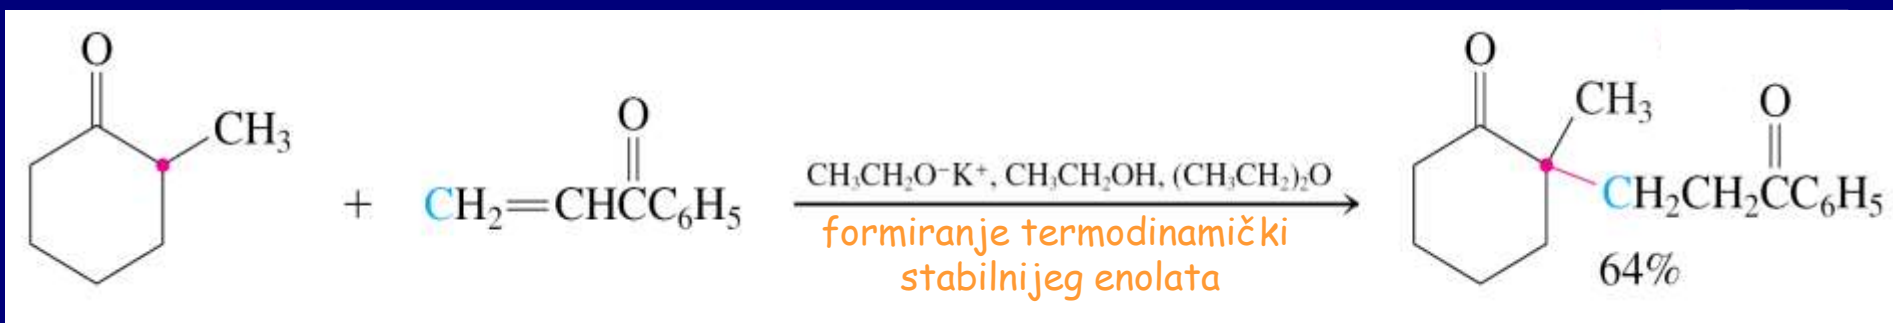 O
CH₃
+
O
CH₂=CHCC₆H₅
CH₃CH₂O⁻K⁺, CH₃CH₂OH, (CH₃CH₂)₂O
formiranje termodinamički
stabilnijeg enolata
O
CH₃
O
CH₂CH₂CC₆H₅
64%